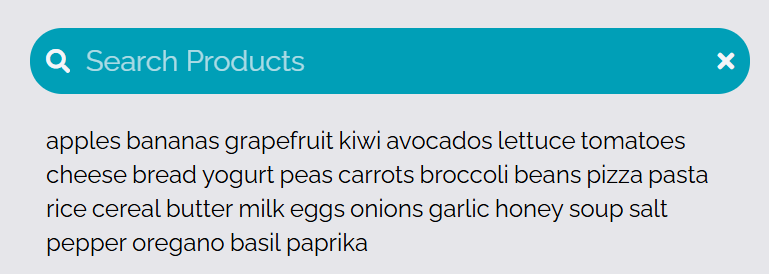 Search Products
apples bananas grapefruit kiwi avocados lettuce tomatoes
cheese bread yogurt peas carrots broccoli beans pizza pasta
rice cereal butter milk eggs onions garlic honey soup salt
pepper oregano basil paprika